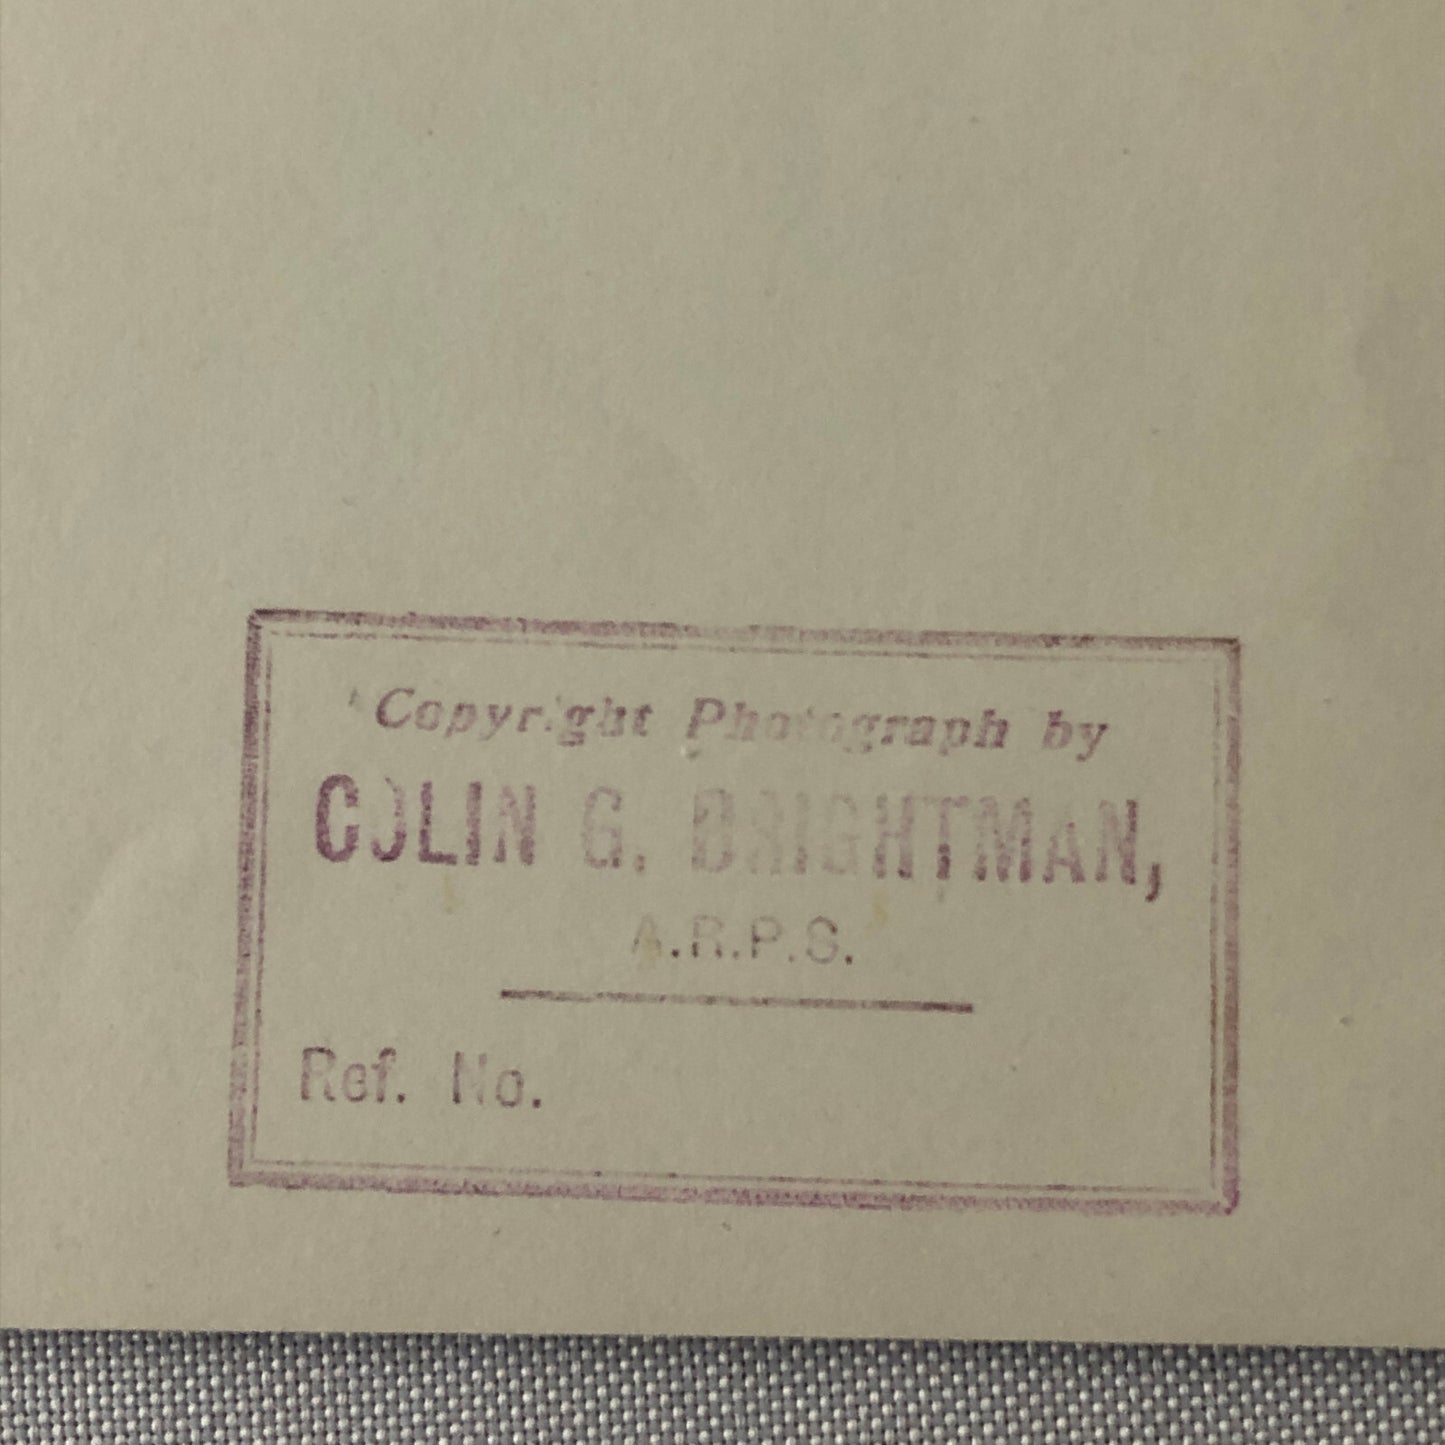 Copyright Photograph by
COLIN G. BRIGHTMAN,
A.R.P.S.
Ref. No.